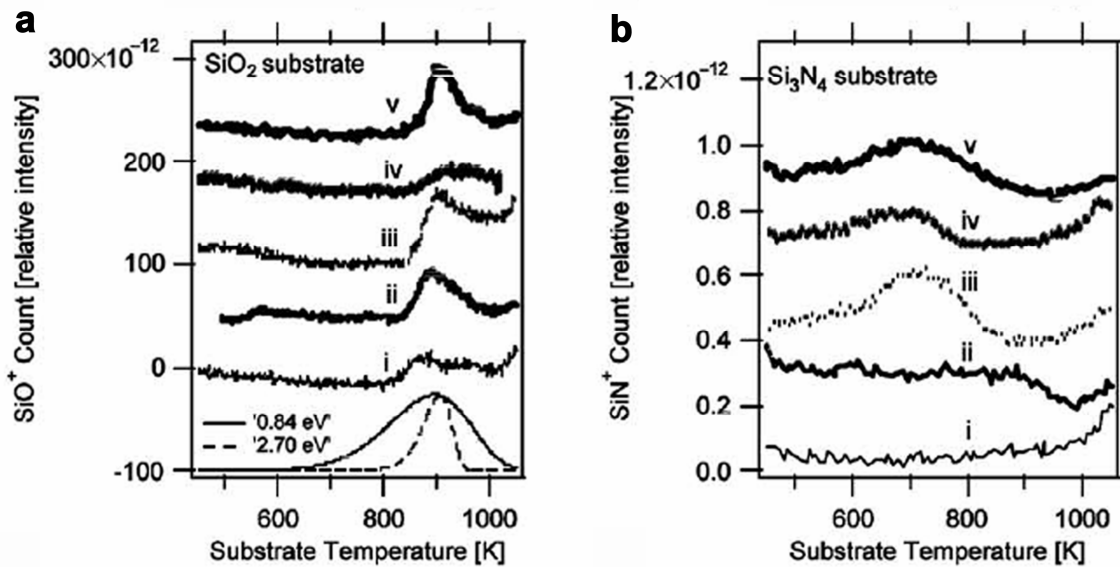 a
300×10⁻¹²
SiO₂ substrate
v
200
iv
iii
100
ii
0
i
'0.84 eV'
'2.70 eV'
-100
600 800 1000
Substrate Temperature [K]
SiO⁺ Count [relative intensity]
b
1.2×10⁻¹²
Si₃N₄ substrate
v
1.0
0.8
iv
0.6
iii
0.4
ii
0.2
i
0.0
600 800 1000
Substrate Temperature [K]
SiN⁺ Count [relative intensity]